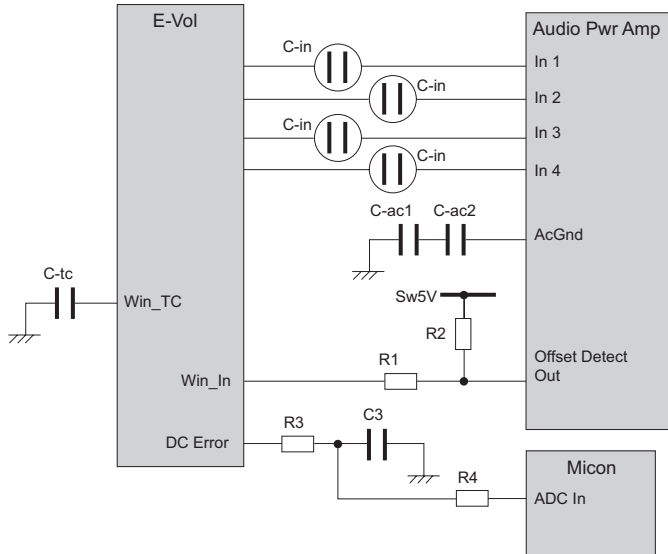 E-Vol
Audio Pwr Amp
C-in
In 1
C-in
In 2
C-in
In 3
C-in
In 4
C-ac1
C-ac2
AcGnd
C-tc
Win_TC
Sw5V
R2
R1
Offset Detect
Out
Win_In
R3
C3
DC Error
Micon
R4
ADC In